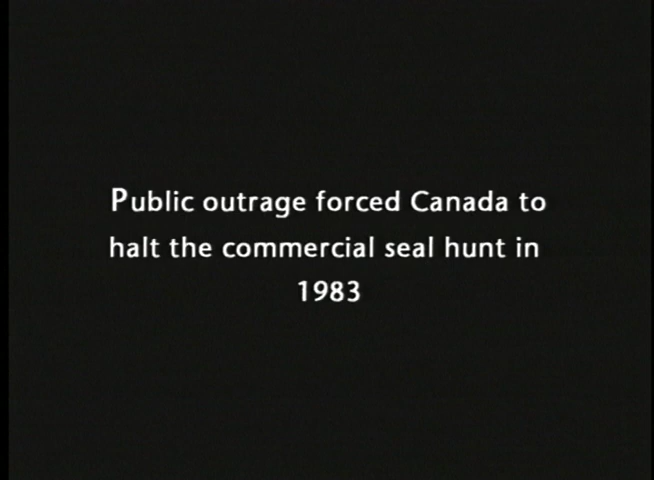 Public outrage forced Canada to
halt the commercial seal hunt in
1983